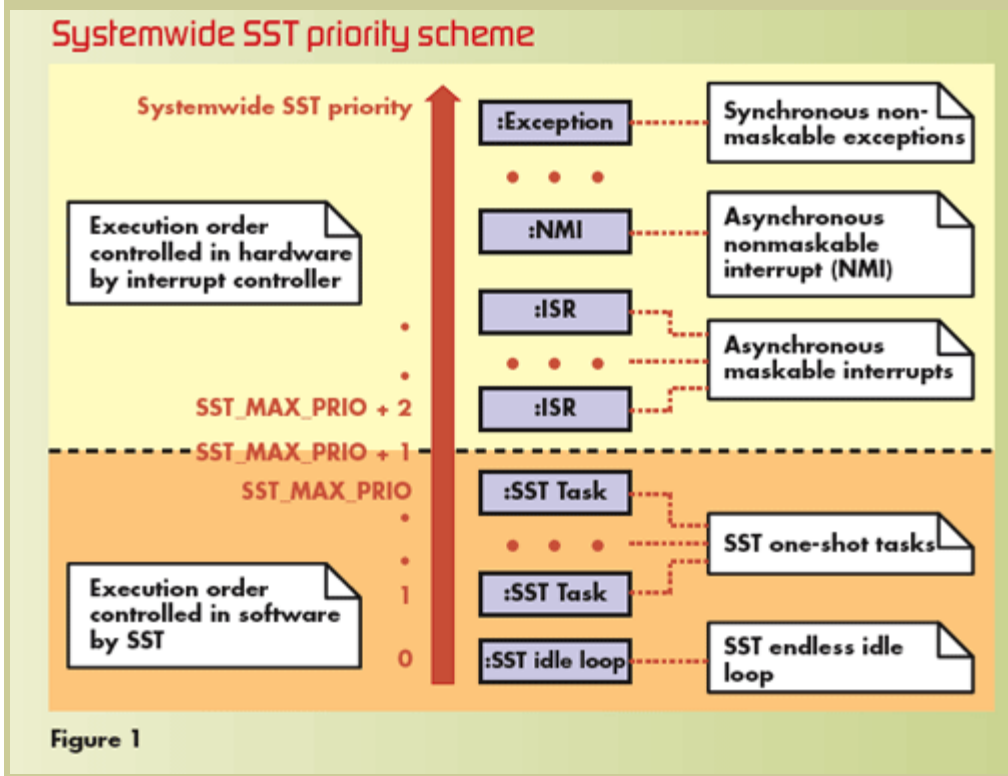 Systemwide SST priority scheme
Systemwide SST priority
:Exception
Synchronous non-
maskable exceptions
Execution order
controlled in hardware
by interrupt controller
:NMI
Asynchronous
nonmaskable
interrupt (NMI)
:ISR
Asynchronous
maskable interrupts
SST_MAX_PRIO + 2
:ISR
SST_MAX_PRIO + 1
SST_MAX_PRIO
:SST Task
SST one-shot tasks
Execution order
controlled in software
by SST
1
:SST Task
0
:SST idle loop
SST endless idle
loop
Figure 1